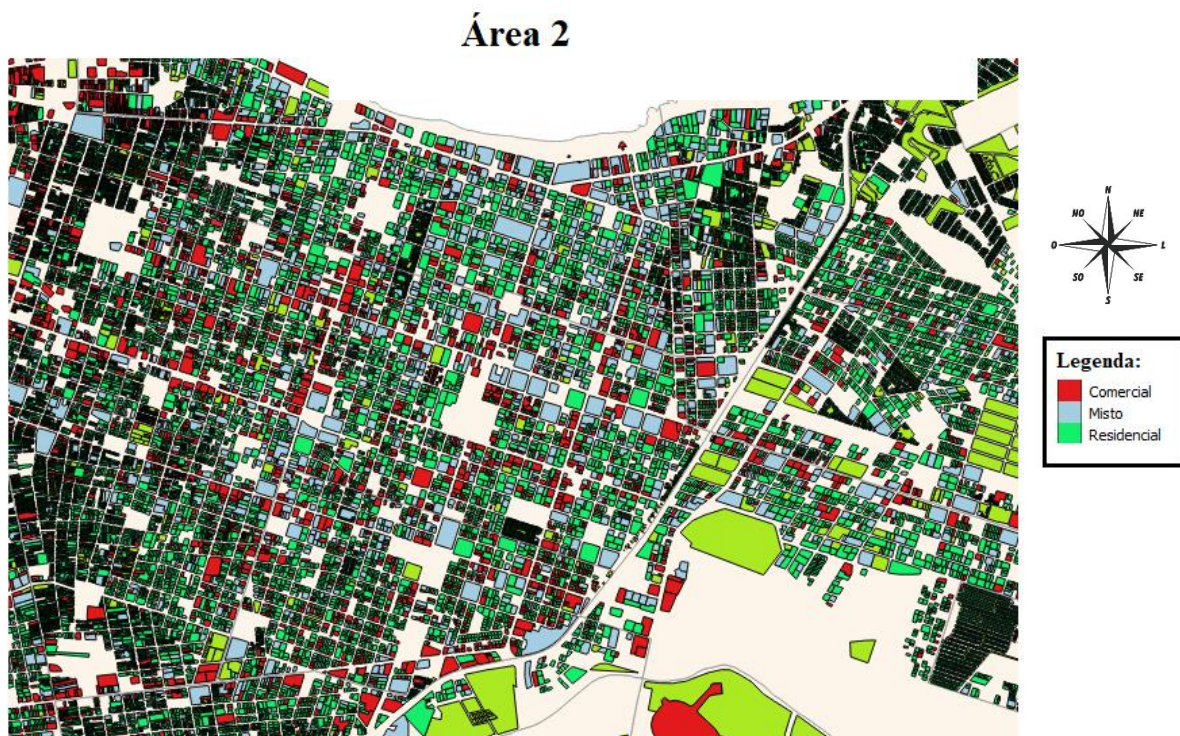 Área 2
N
NO
NE
O
L
SO
SE
S
Legenda:
Comercial
Misto
Residencial